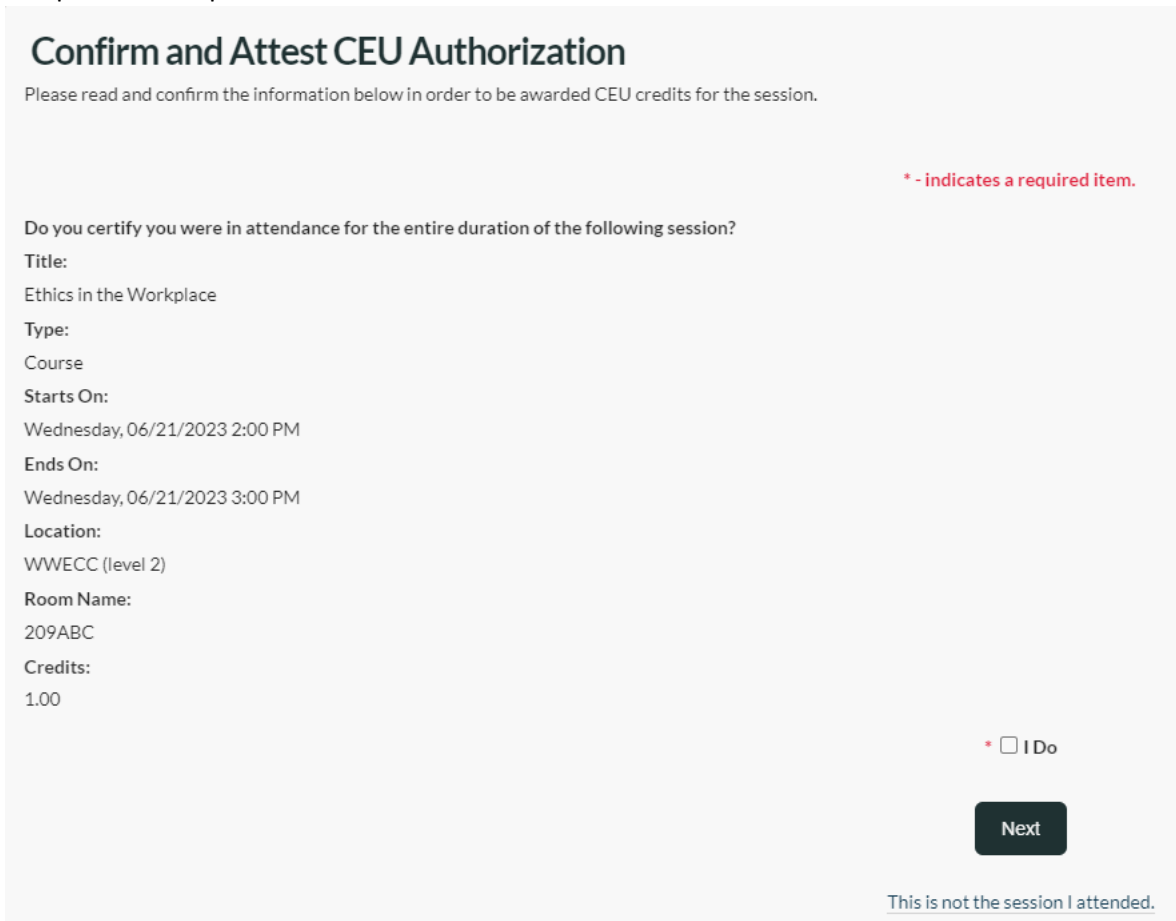 Confirm and Attest CEU Authorization
Please read and confirm the information below in order to be awarded CEU credits for the session.
* - indicates a required item.
Do you certify you were in attendance for the entire duration of the following session?
Title:
Ethics in the Workplace
Type:
Course
Starts On:
Wednesday, 06/21/2023 2:00 PM
Ends On:
Wednesday, 06/21/2023 3:00 PM
Location:
WWECC (level 2)
Room Name:
209ABC
Credits:
1.00
* I Do
Next
This is not the session I attended.